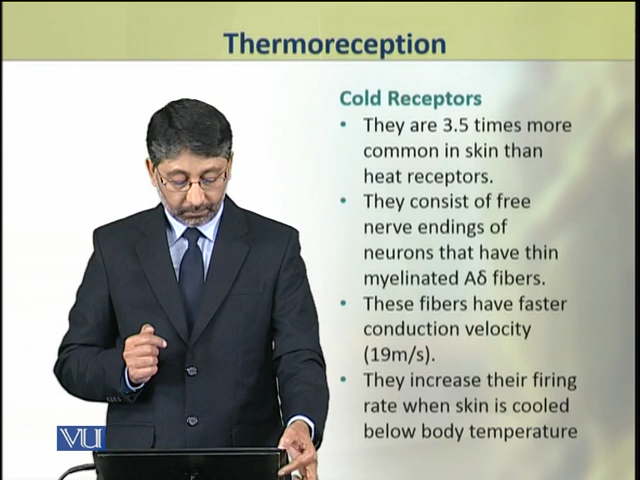 Thermoreception
Cold Receptors
• They are 3.5 times more
common in skin than
heat receptors.
• They consist of free
nerve endings of
neurons that have thin
myelinated Aδ fibers.
• These fibers have faster
conduction velocity
(19m/s).
• They increase their firing
rate when skin is cooled
below body temperature
VU